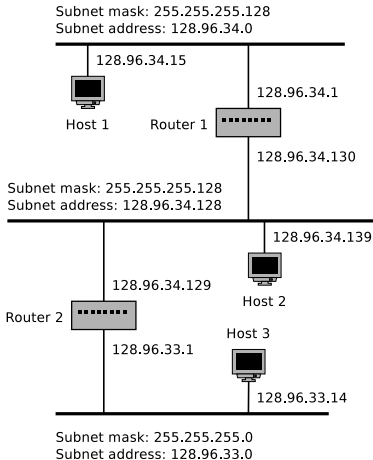 Subnet mask: 255.255.255.128
Subnet address: 128.96.34.0
128.96.34.15
128.96.34.1
Host 1
Router 1
128.96.34.130
Subnet mask: 255.255.255.128
Subnet address: 128.96.34.128
128.96.34.139
128.96.34.129
Host 2
Router 2
Host 3
128.96.33.1
128.96.33.14
Subnet mask: 255.255.255.0
Subnet address: 128.96.33.0